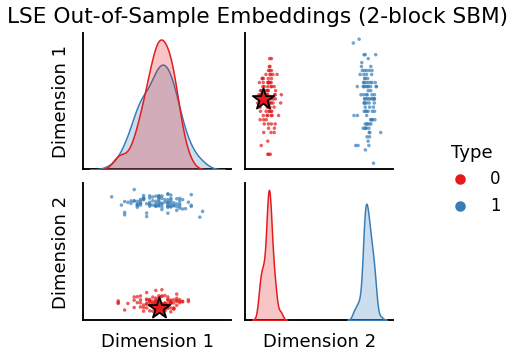 LSE Out-of-Sample Embeddings (2-block SBM)
Dimension 1
Dimension 2
Type
0
1
Dimension 1
Dimension 2